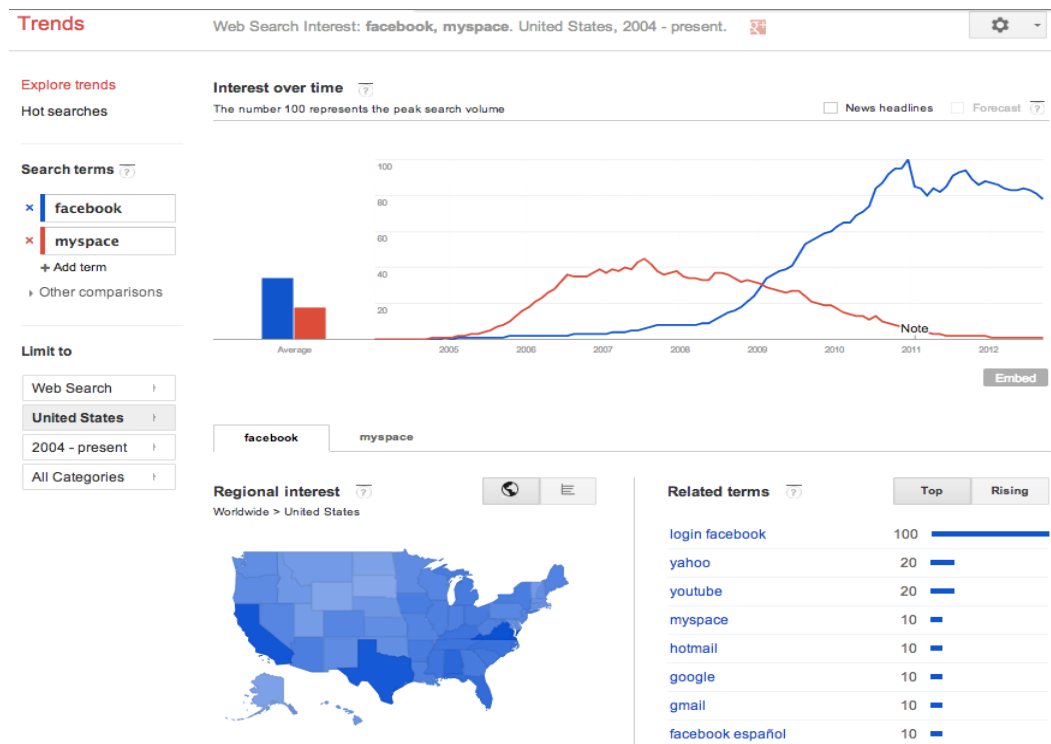 Trends
Web Search Interest: facebook, myspace. United States, 2004 - present.
Explore trends
Hot searches
Search terms ?
× facebook
× myspace
+ Add term
Other comparisons
Limit to
Web Search
United States
2004 - present
All Categories
Interest over time ?
The number 100 represents the peak search volume
News headlines
Forecast ?
100
80
60
40
20
Note
Average
2005 2006 2007 2008 2009 2010 2011 2012
Embed
facebook myspace
Regional interest ?
Worldwide > United States
Related terms ?
Top Rising
login facebook 100
yahoo 20
youtube 20
myspace 10
hotmail 10
google 10
gmail 10
facebook español 10